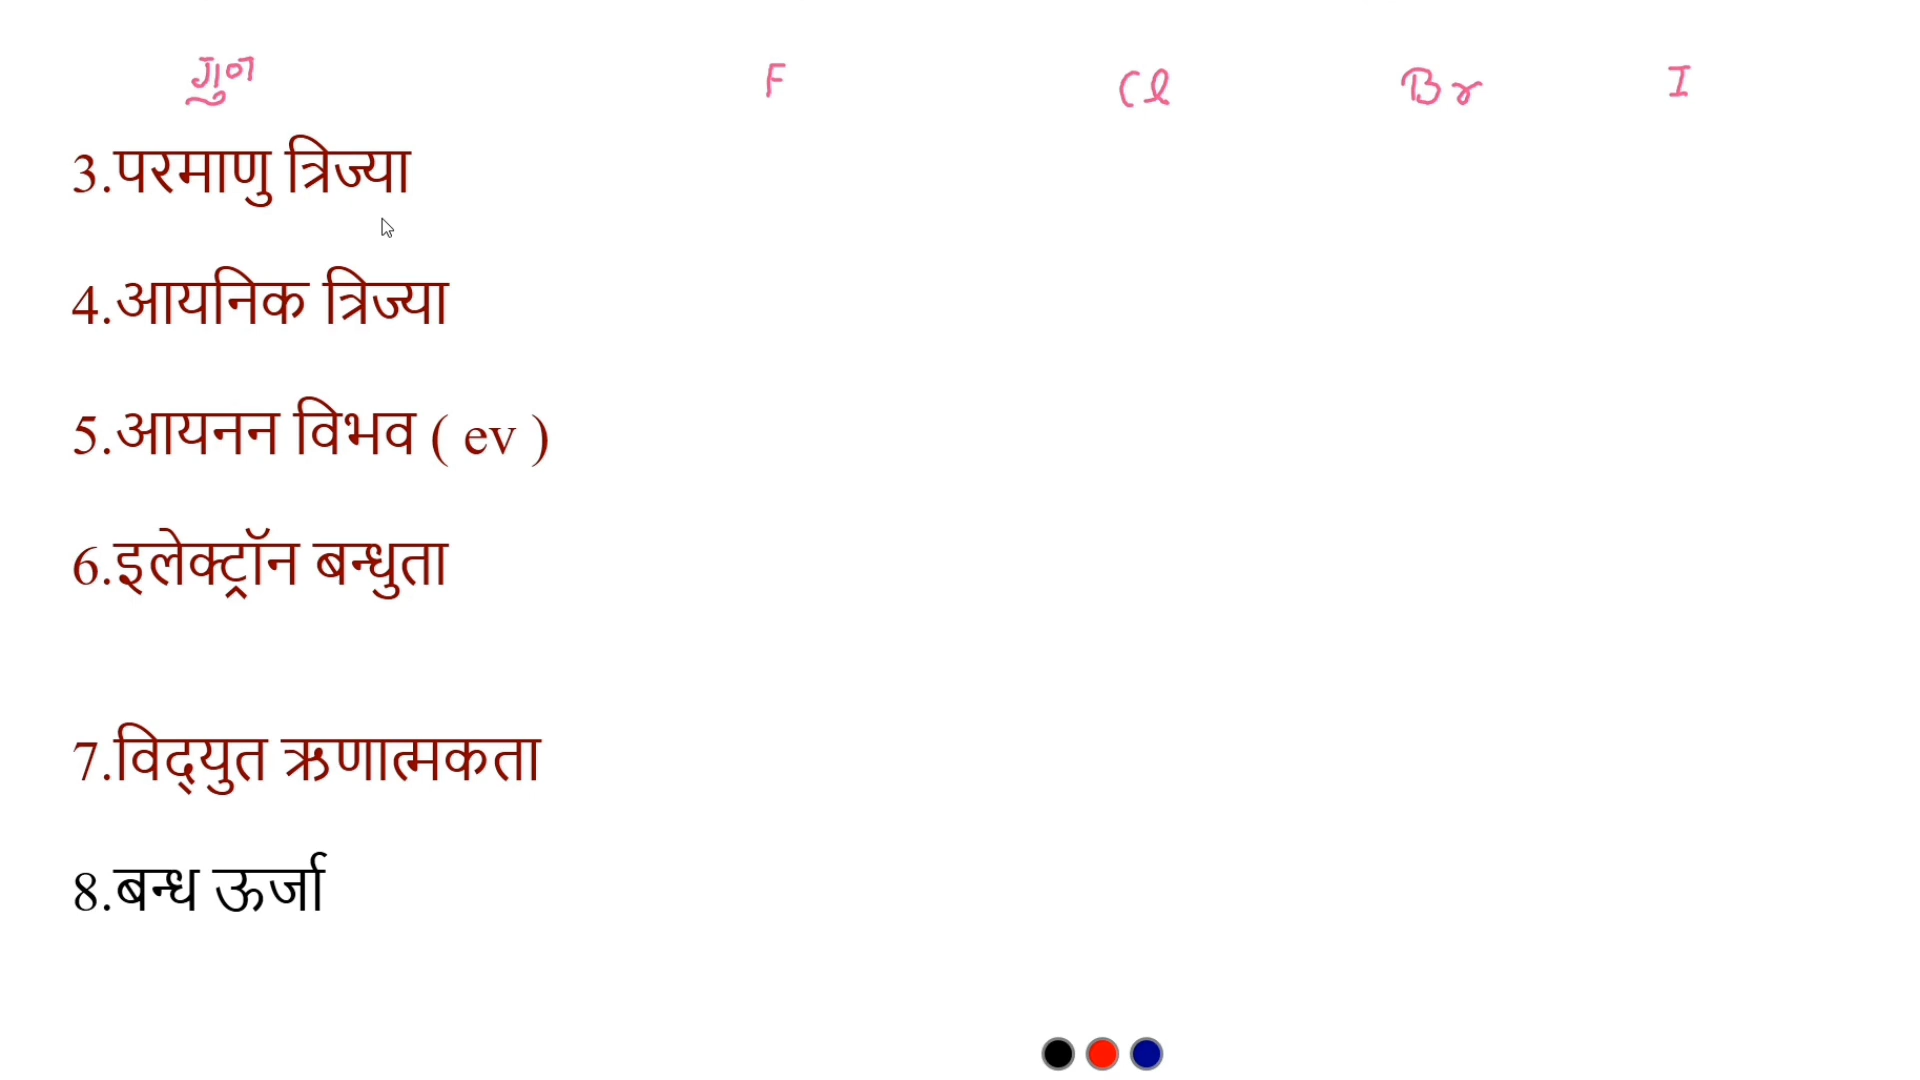 गुण F Cl Br I
3.परमाणु त्रिज्या
4.आयनिक त्रिज्या
5.आयनन विभव ( ev )
6.इलेक्ट्रॉन बन्धुता
7.विद्‌युत ऋणात्मकता
8.बन्ध ऊर्जा